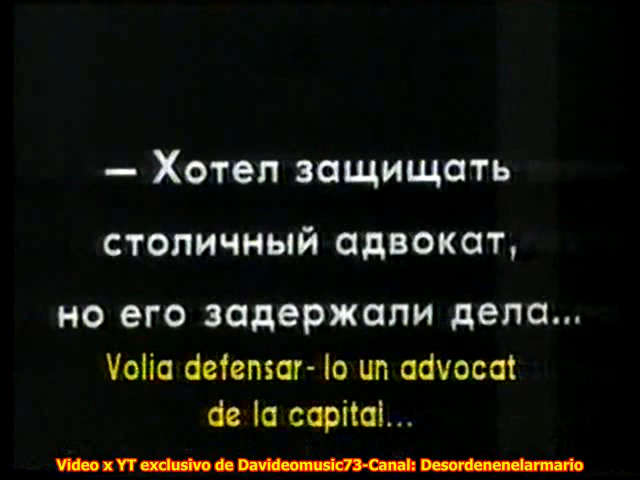 — Хотел защищать
столичный адвокат,
но его задержали дела...
Volia defensar-lo un advocat
de la capital...
Video x YT exclusivo de Davideomusic73-Canal: Desordenenelarmario